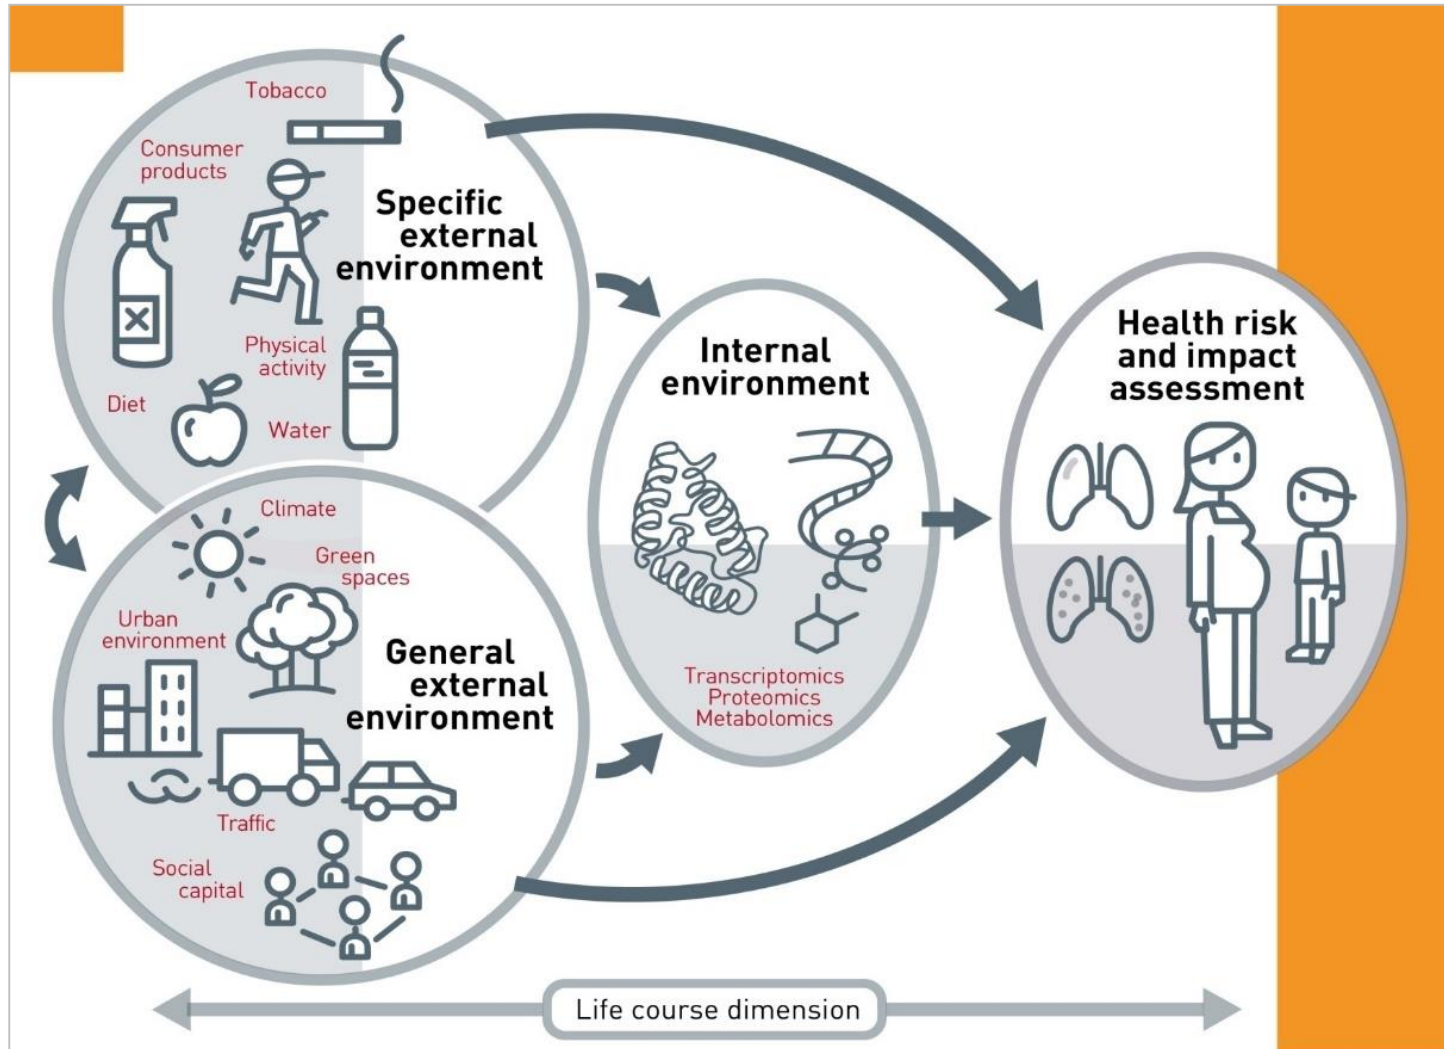 Tobacco
Consumer
products
Specific
external
environment
Physical
activity
Diet
Water
Climate
Green
spaces
Urban
environment
General
external
environment
Traffic
Social
capital
Internal
environment
Transcriptomics
Proteomics
Metabolomics
Health risk
and impact
assessment
Life course dimension